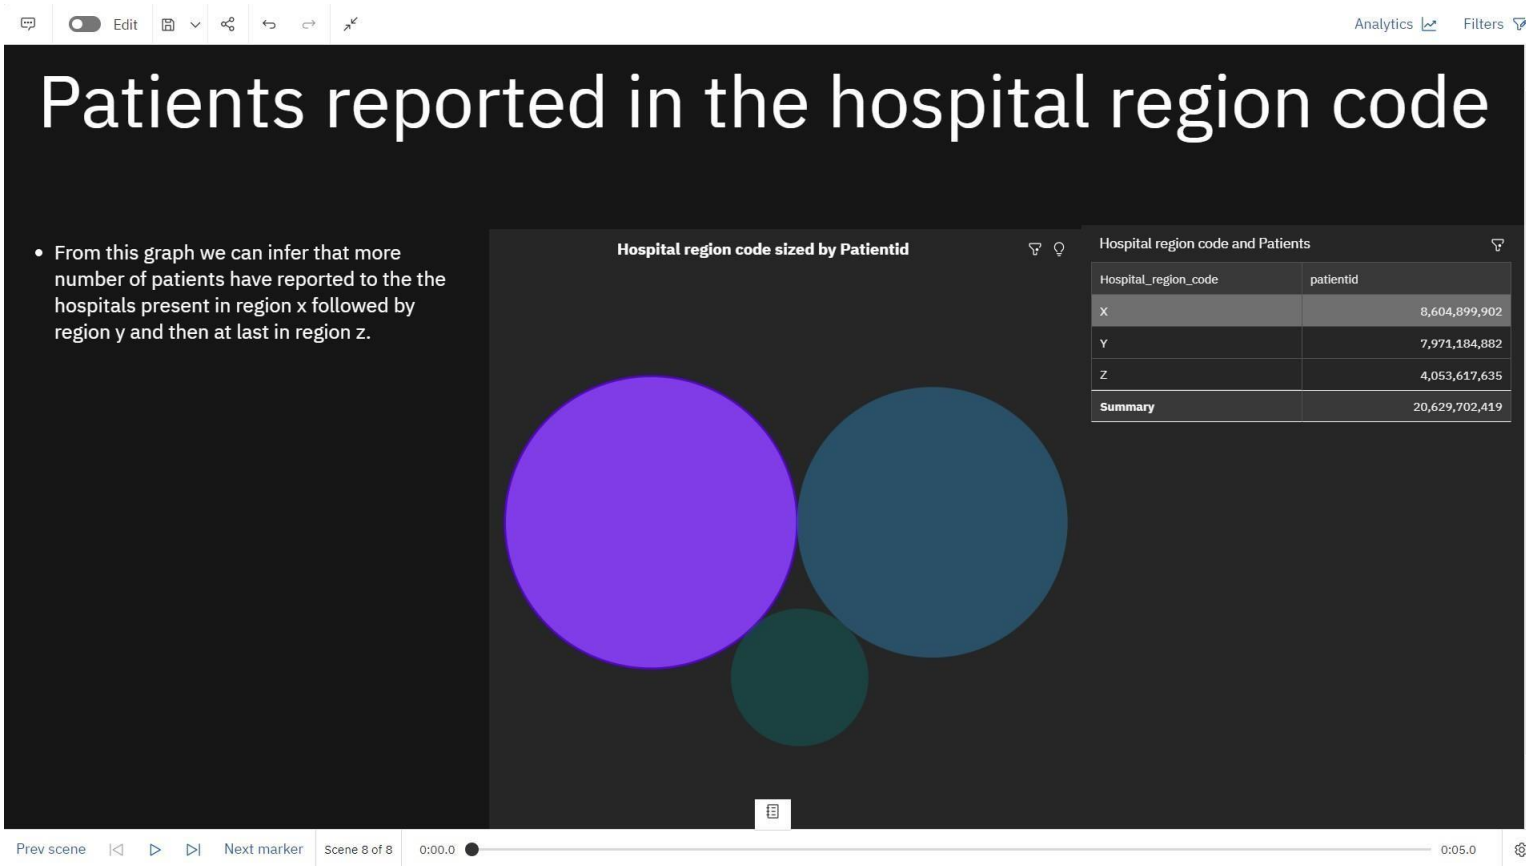 Edit
Analytics
Filters
Patients reported in the hospital region code
• From this graph we can infer that more
number of patients have reported to the the
hospitals present in region x followed by
region y and then at last in region z.
Hospital region code sized by Patientid
Hospital region code and Patients
Hospital_region_code patientid
X 8,604,899,902
Y 7,971,184,882
Z 4,053,617,635
Summary 20,629,702,419
Prev scene
Next marker
Scene 8 of 8
0:00.0
0:05.0